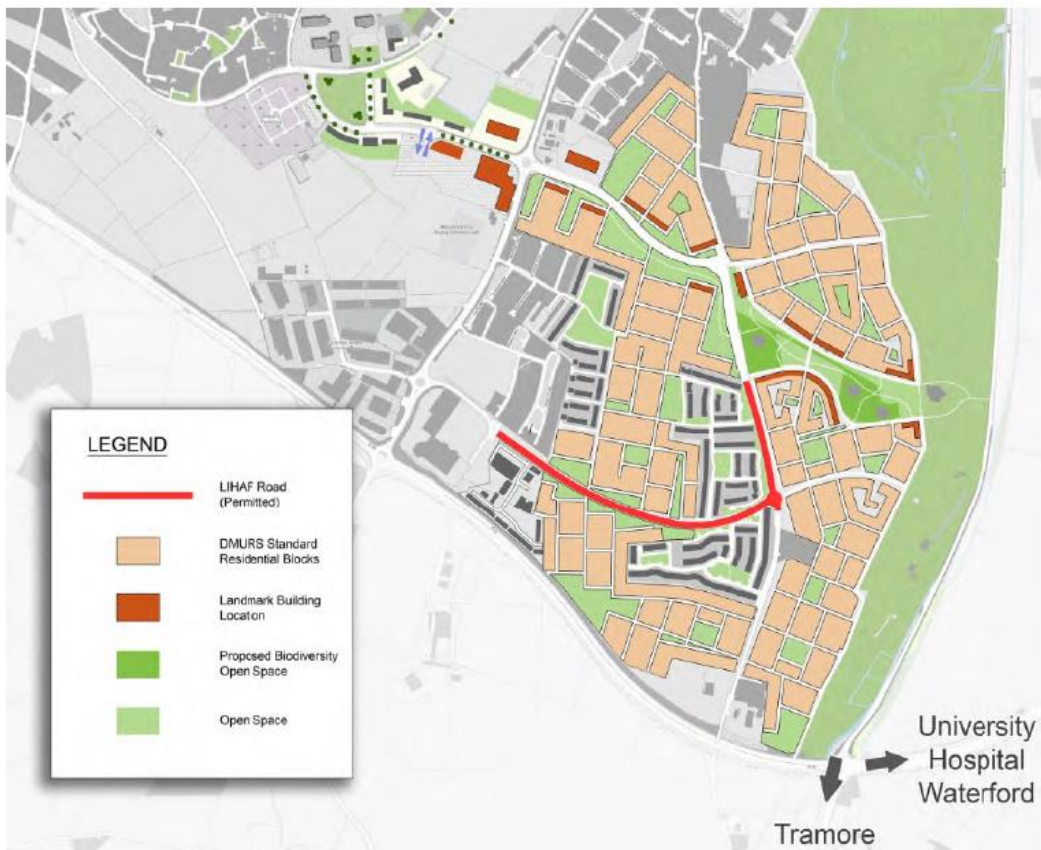 LEGEND
LIHAF Road
(Permitted)
DMURS Standard
Residential Blocks
Landmark Building
Location
Proposed Biodiversity
Open Space
Open Space
University
Hospital
Waterford
Tramore